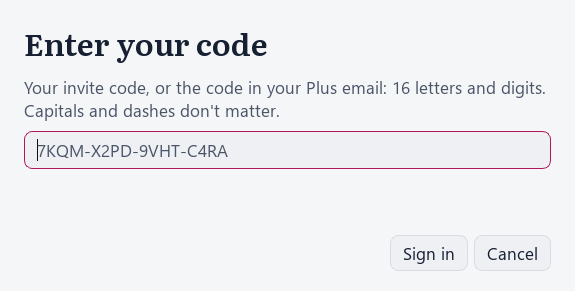 Enter your code
Your invite code, or the code in your Plus email: 16 letters and digits.
Capitals and dashes don't matter.
7KQM-X2PD-9VHT-C4RA
Sign in
Cancel